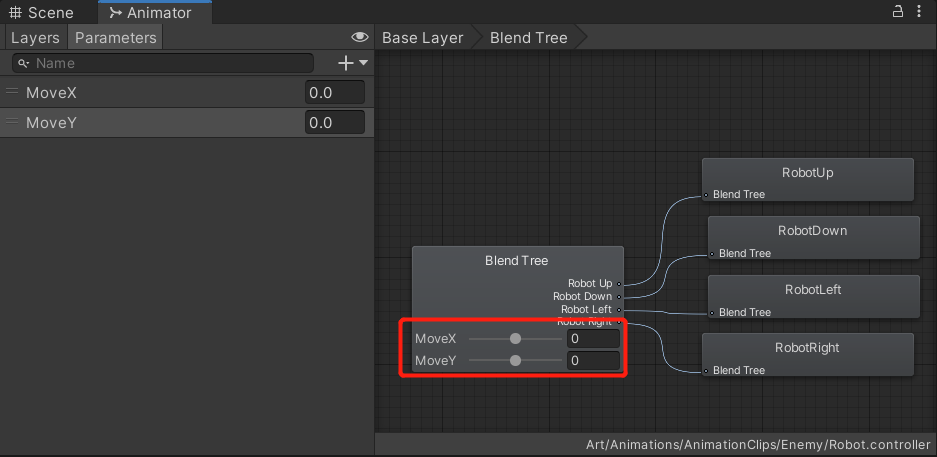 Scene
Animator
Layers
Parameters
Base Layer
Blend Tree
Name
MoveX
0.0
MoveY
0.0
RobotUp
Blend Tree
RobotDown
Blend Tree
RobotLeft
Blend Tree
RobotRight
Blend Tree
Blend Tree
Robot Up
Robot Down
Robot Left
Robot Right
MoveX
0
MoveY
0
Art/Animations/AnimationClips/Enemy/Robot.controller